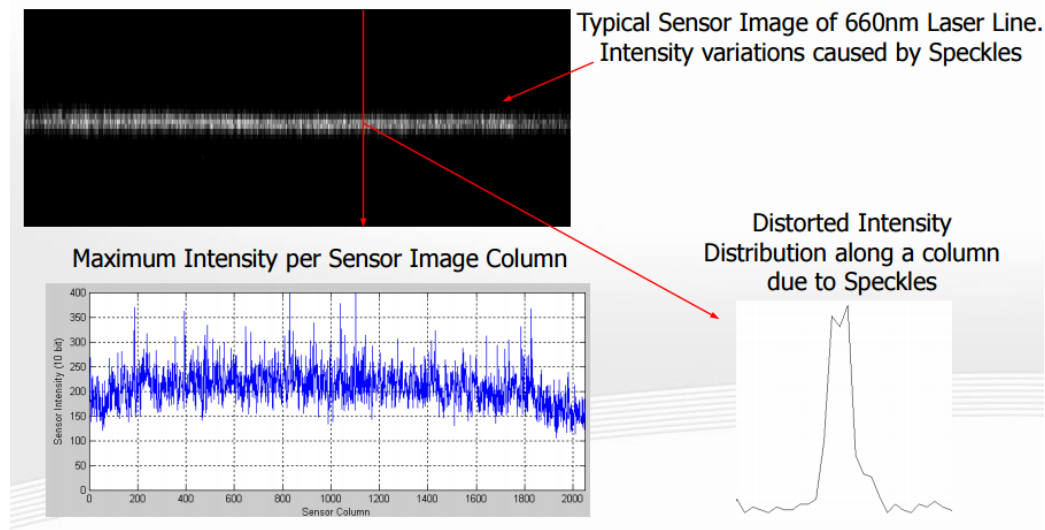 Typical Sensor Image of 660nm Laser Line.
Intensity variations caused by Speckles
Maximum Intensity per Sensor Image Column
Distorted Intensity
Distribution along a column
due to Speckles
400
350
300
250
200
150
100
50
0
Sensor Intensity (10 bit)
0 200 400 600 800 1000 1200 1400 1600 1800 2000
Sensor Column